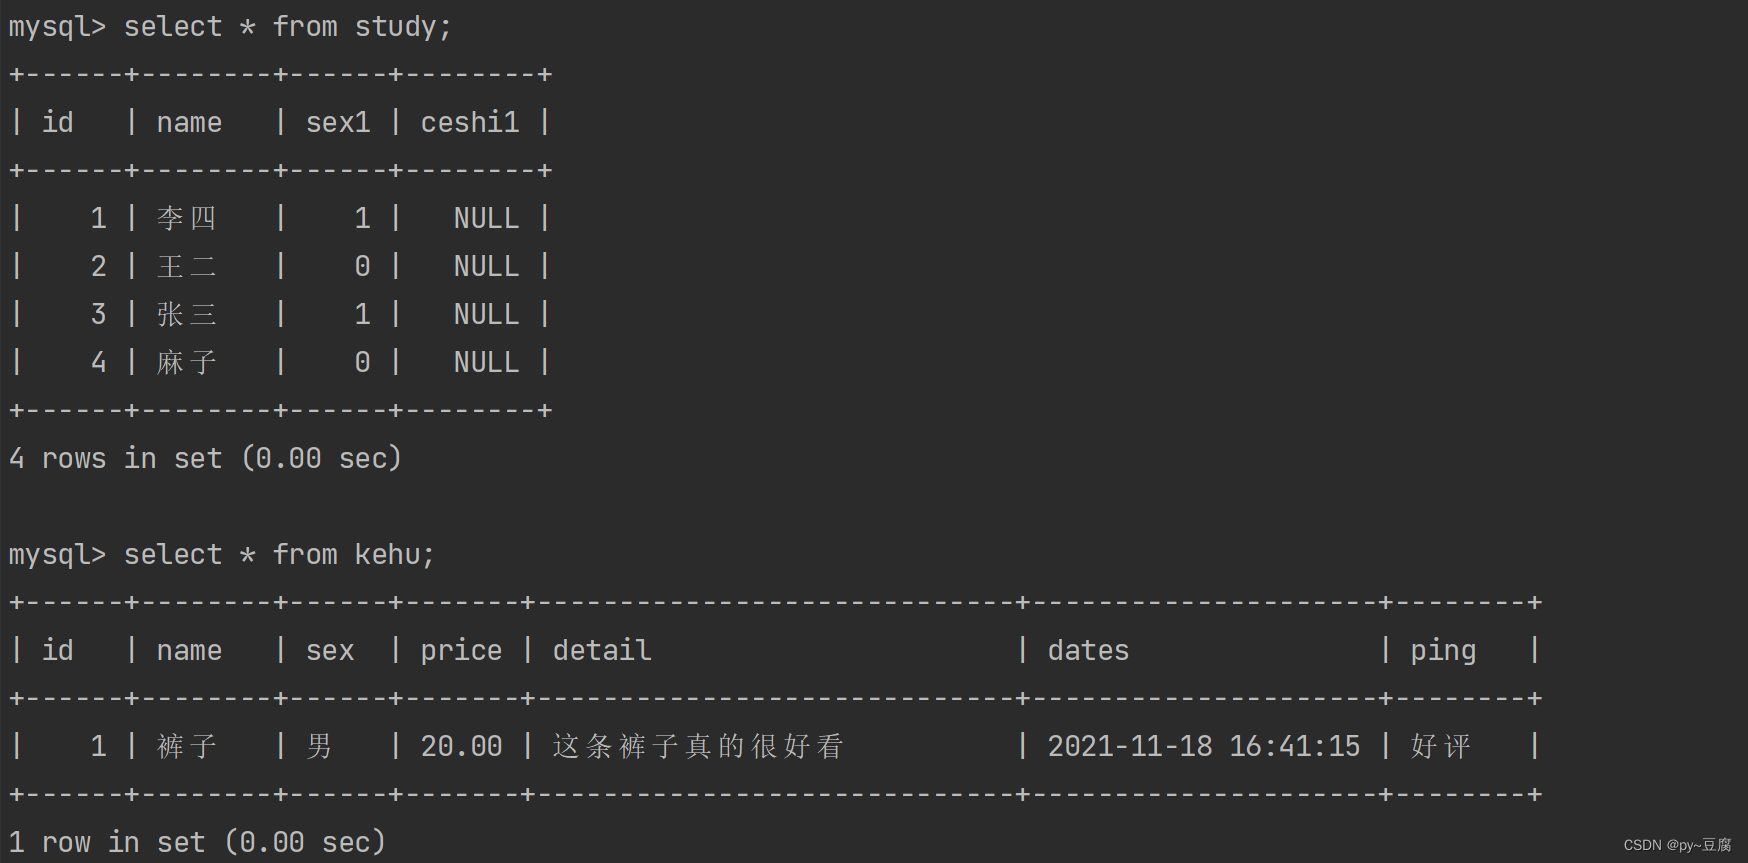 mysql> select * from study;
+------+--------+------+--------+
| id   | name   | sex1 | ceshi1 |
+------+--------+------+--------+
|    1 | 李四   |    1 |   NULL |
|    2 | 王二   |    0 |   NULL |
|    3 | 张三   |    1 |   NULL |
|    4 | 麻子   |    0 |   NULL |
+------+--------+------+--------+
4 rows in set (0.00 sec)

mysql> select * from kehu;
+------+--------+------+-------+-----------------------------+---------------------+--------+
| id   | name   | sex  | price | detail                      | dates               | ping   |
+------+--------+------+-------+-----------------------------+---------------------+--------+
|    1 | 裤子   | 男   | 20.00 | 这条裤子真的很好看          | 2021-11-18 16:41:15 | 好评   |
+------+--------+------+-------+-----------------------------+---------------------+--------+
1 row in set (0.00 sec)
CSDN @py~豆腐